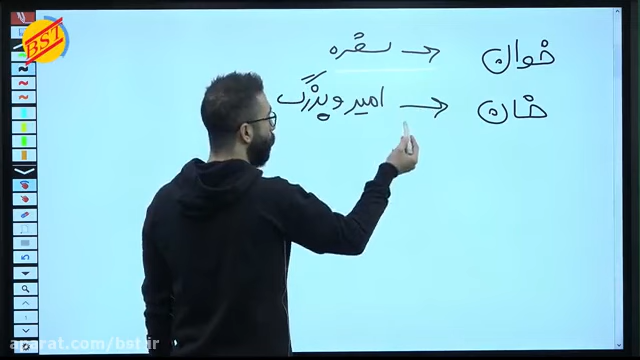 BST
خوان → سفره
خان → امیر و بزرگ
aparat.com/bst.ir